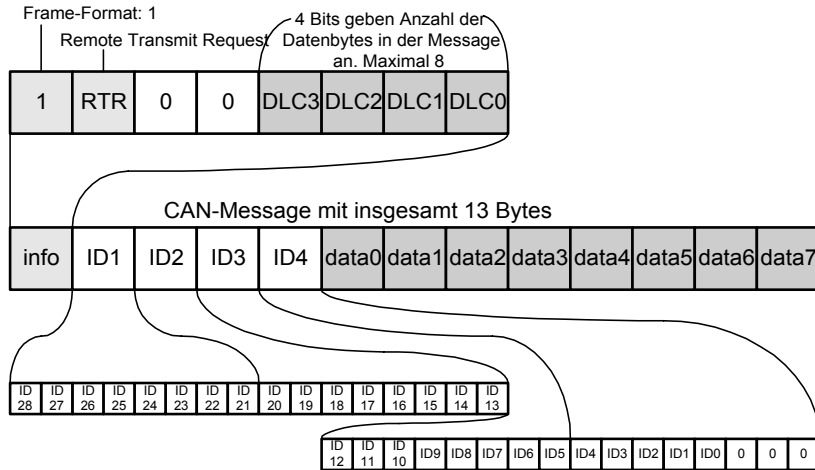 Frame-Format: 1
Remote Transmit Request
4 Bits geben Anzahl der
Datenbytes in der Message
an. Maximal 8
1 RTR 0 0 DLC3 DLC2 DLC1 DLC0
CAN-Message mit insgesamt 13 Bytes
info ID1 ID2 ID3 ID4 data0 data1 data2 data3 data4 data5 data6 data7
ID ID ID ID ID ID ID ID ID ID ID ID ID ID ID ID
28 27 26 25 24 23 22 21 20 19 18 17 16 15 14 13
ID ID ID ID9 ID8 ID7 ID6 ID5 ID4 ID3 ID2 ID1 ID0 0 0 0
12 11 10